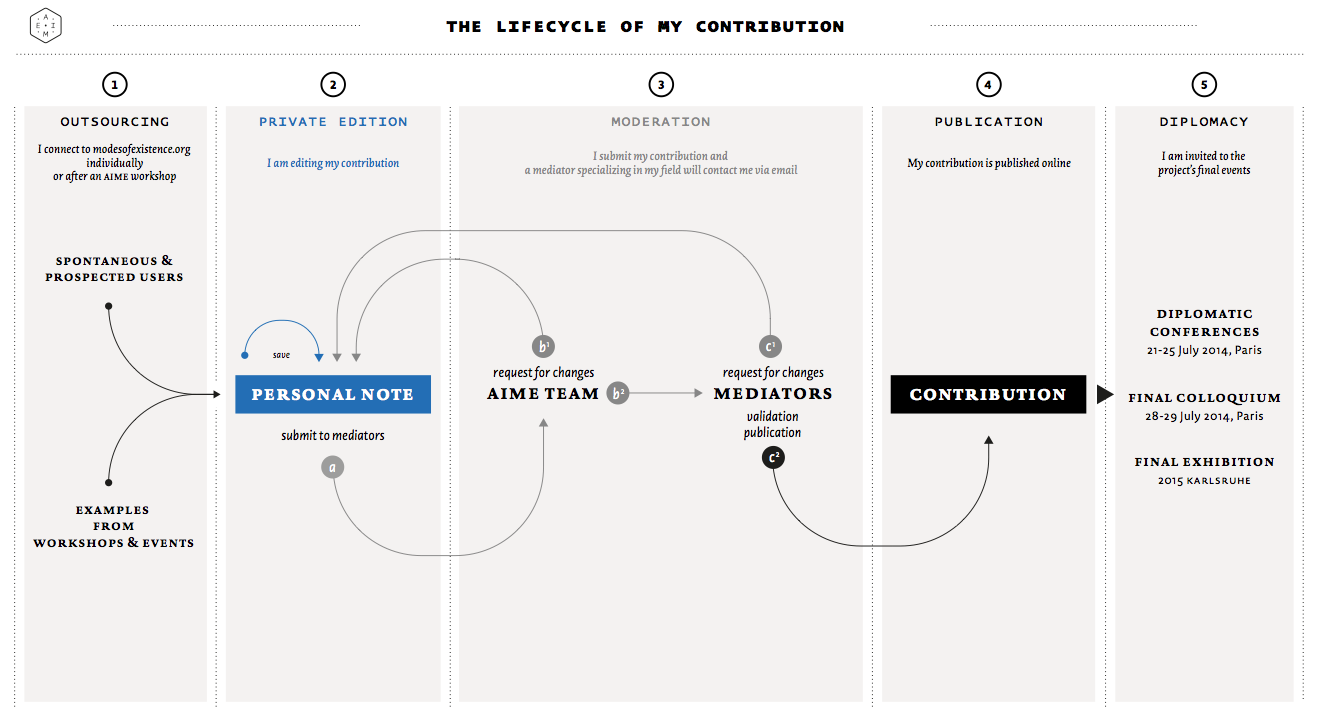 A
E • I
M
THE LIFECYCLE OF MY CONTRIBUTION
1
OUTSOURCING
I connect to modesofexistence.org
individually
or after an AIME workshop
SPONTANEOUS &
PROSPECTED USERS
EXAMPLES
FROM
WORKSHOPS & EVENTS
2
PRIVATE EDITION
I am editing my contribution
save
PERSONAL NOTE
submit to mediators
a
3
MODERATION
I submit my contribution and
a mediator specializing in my field will contact me via email
b¹
request for changes
AIME TEAM
b²
c¹
request for changes
MEDIATORS
validation
publication
c²
4
PUBLICATION
My contribution is published online
CONTRIBUTION
5
DIPLOMACY
I am invited to the
project's final events
DIPLOMATIC
CONFERENCES
21-25 July 2014, Paris
FINAL COLLOQUIUM
28-29 July 2014, Paris
FINAL EXHIBITION
2015 KARLSRUHE